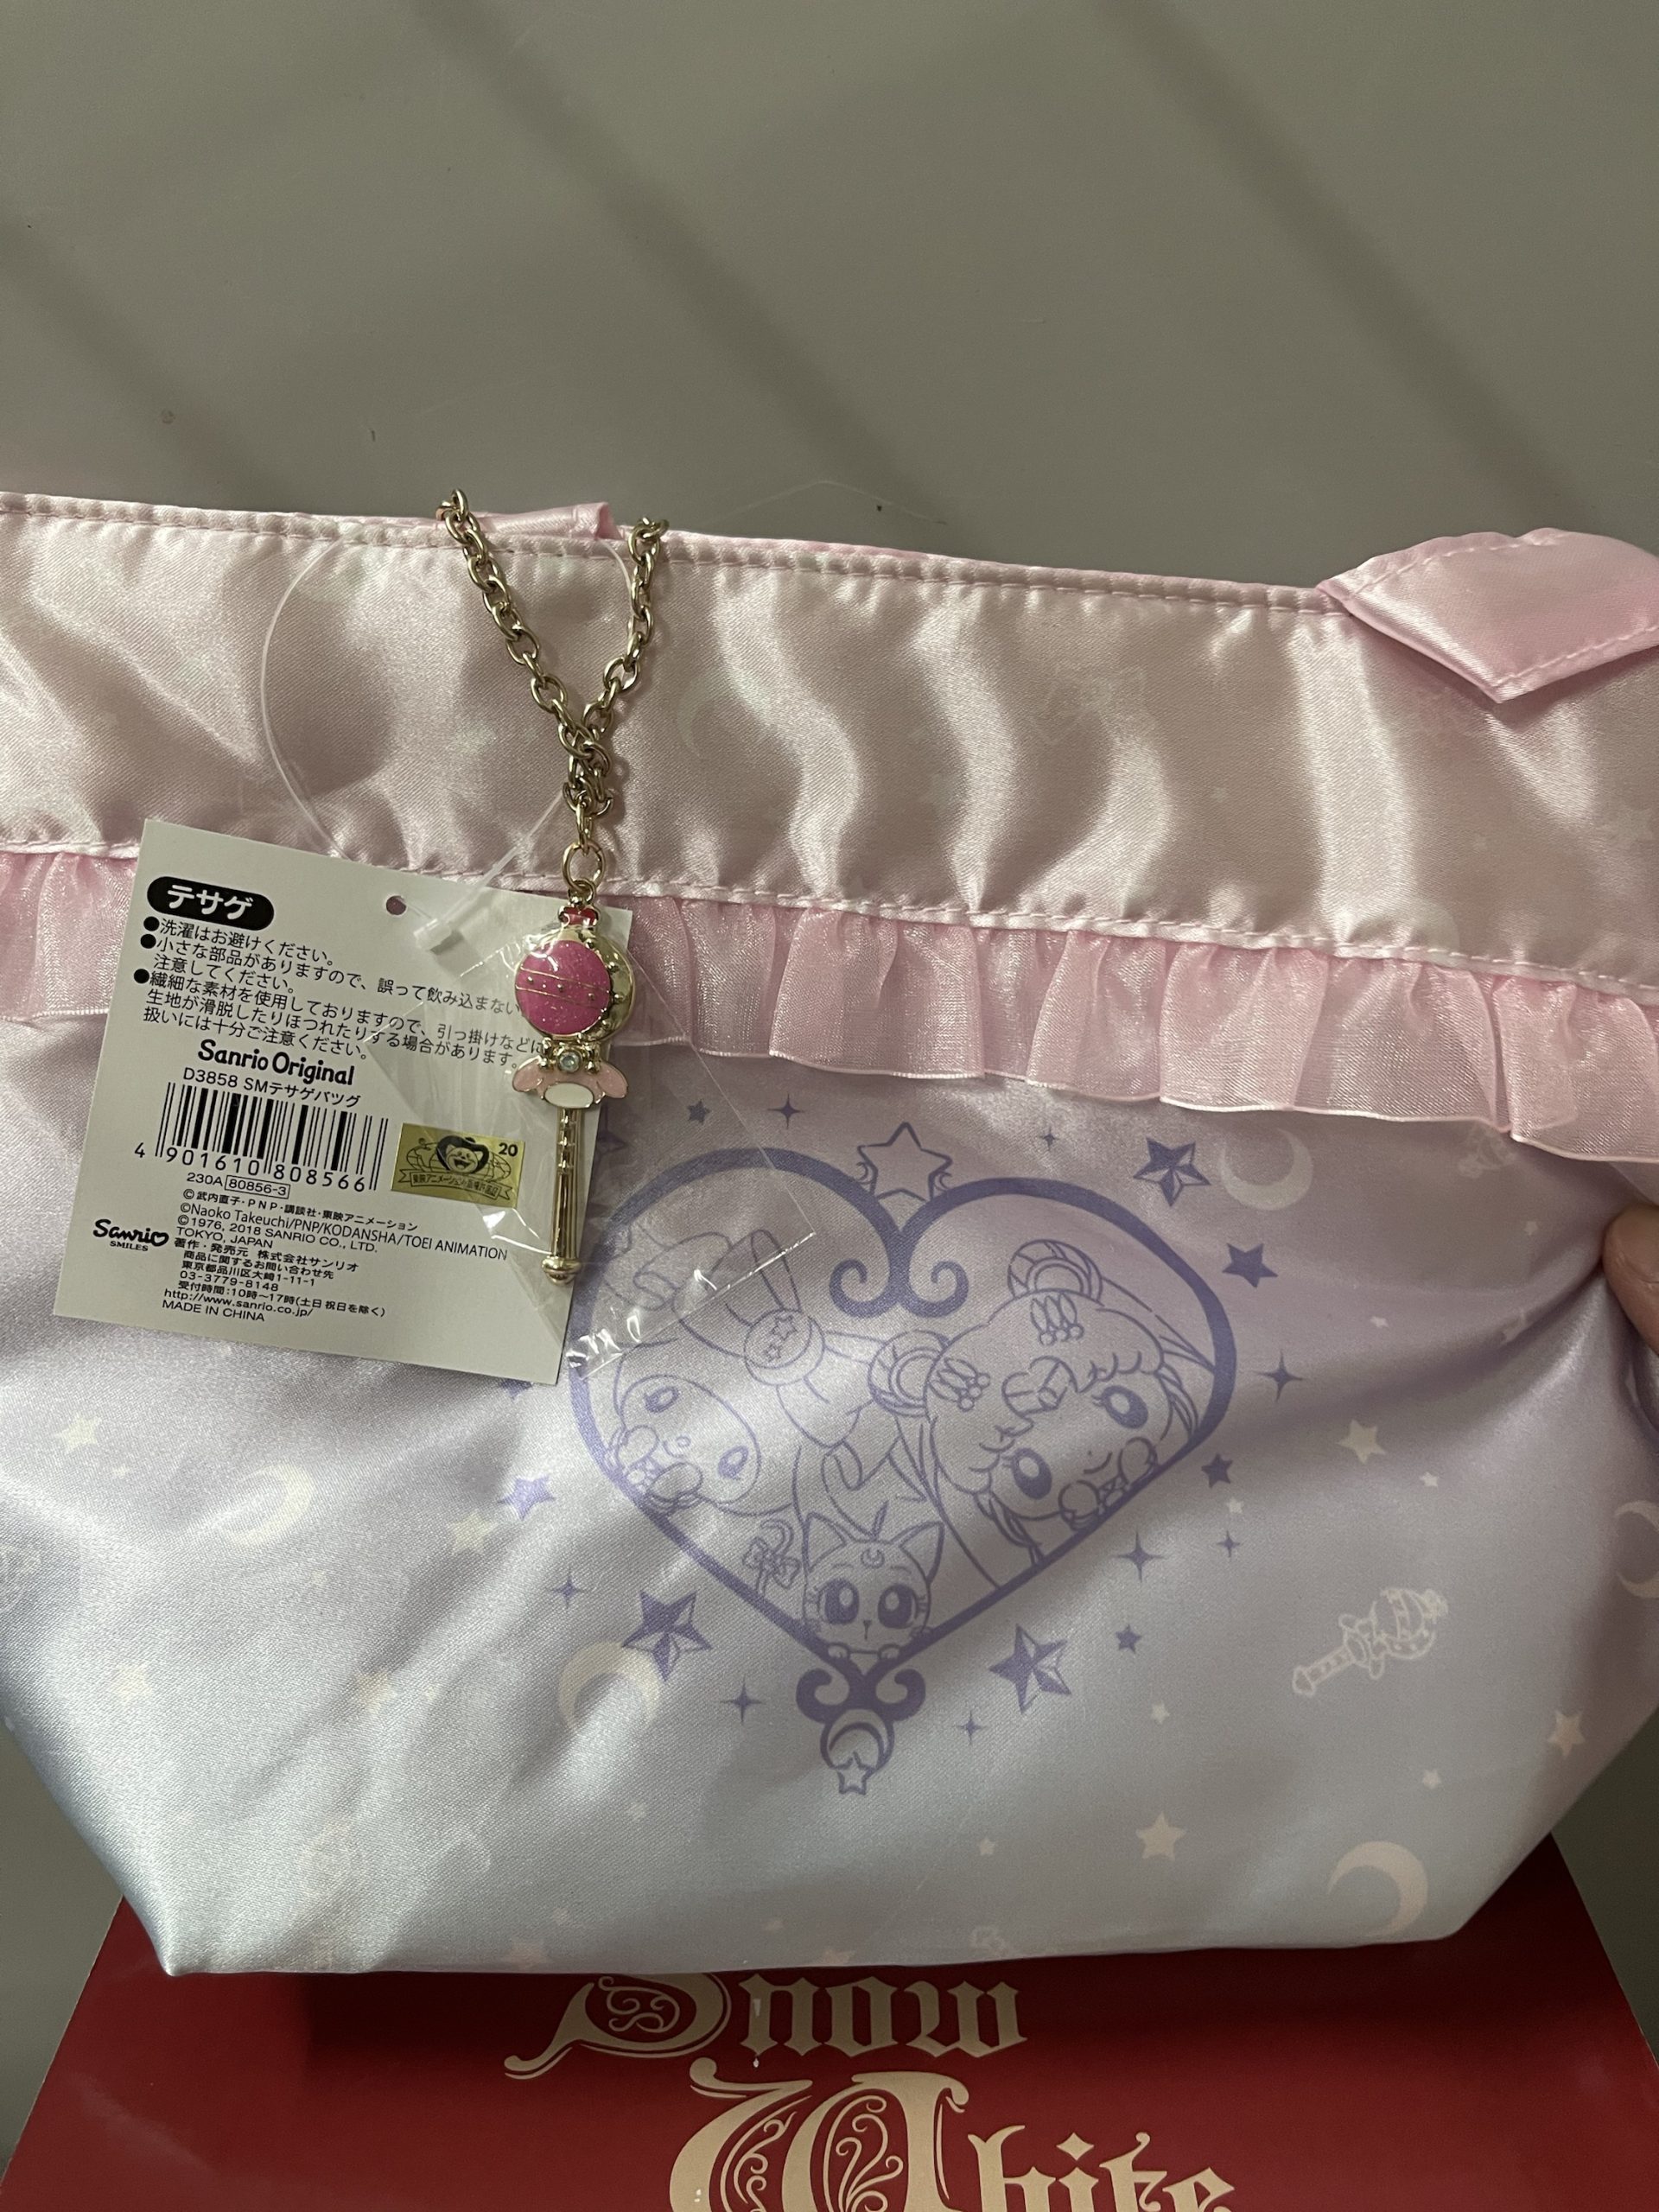 テサゲ
●洗濯はお避けください。
●小さな部品がありますので、誤って飲み込まない
注意してください。
●繊細な素材を使用しておりますので、引っ掛けなどに
生地が滑脱したりほつれたりする場合があります。
扱いには十分ご注意ください。
Sanrio Original
D3858 SMテサゲバッグ
4 901610 808566
20
230A 80856-3
© 武内直子・PNP・講談社・東映アニメーション
©Naoko Takeuchi/PNP/KODANSHA/TOEI ANIMATION
©1976, 2018 SANRIO CO., LTD.
TOKYO, JAPAN
Sanrio
SMILES
著作・発売元 株式会社サンリオ
商品に関するお問い合わせ先
東京都品川区大崎1-11-1
03-3779-8148
受付時間:10時～17時(土日祝日を除く)
http://www.sanrio.co.jp/
MADE IN CHINA
Snow
White